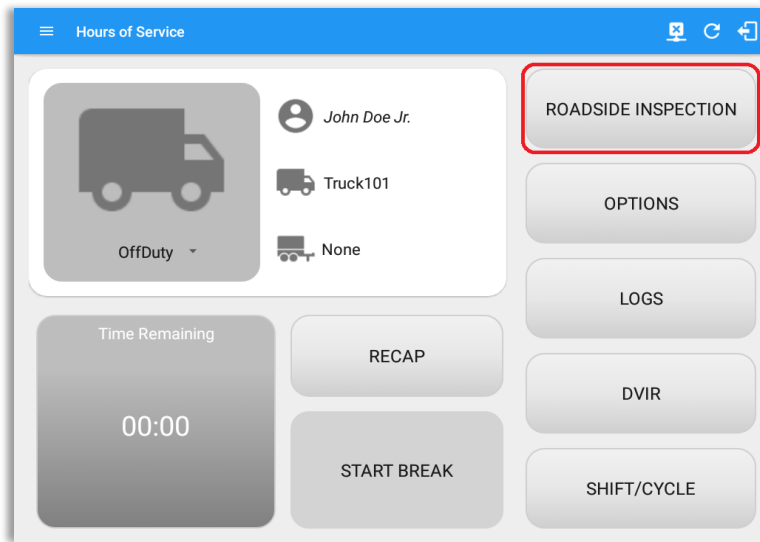 Hours of Service
John Doe Jr.
Truck101
None
OffDuty
ROADSIDE INSPECTION
OPTIONS
LOGS
DVIR
SHIFT/CYCLE
Time Remaining
00:00
RECAP
START BREAK